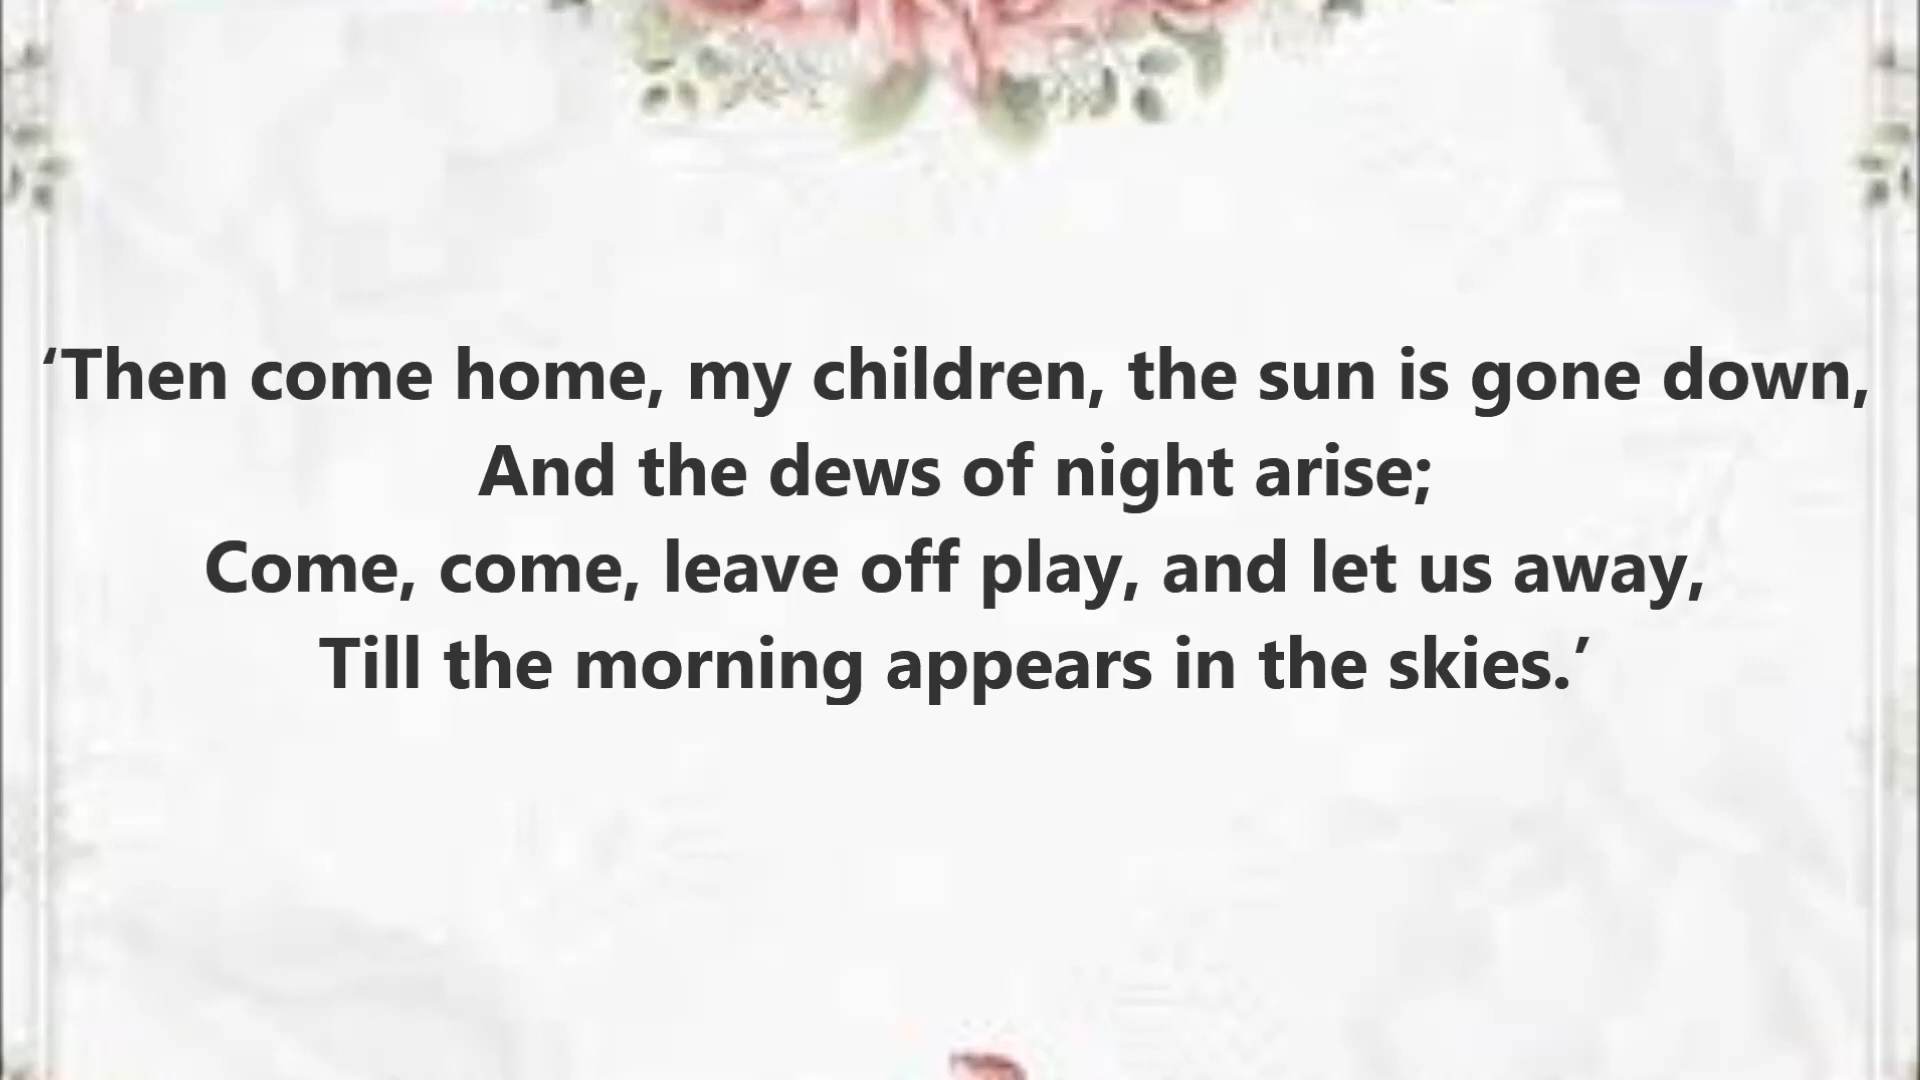 ‘Then come home, my children, the sun is gone down,
And the dews of night arise;
Come, come, leave off play, and let us away,
Till the morning appears in the skies.’